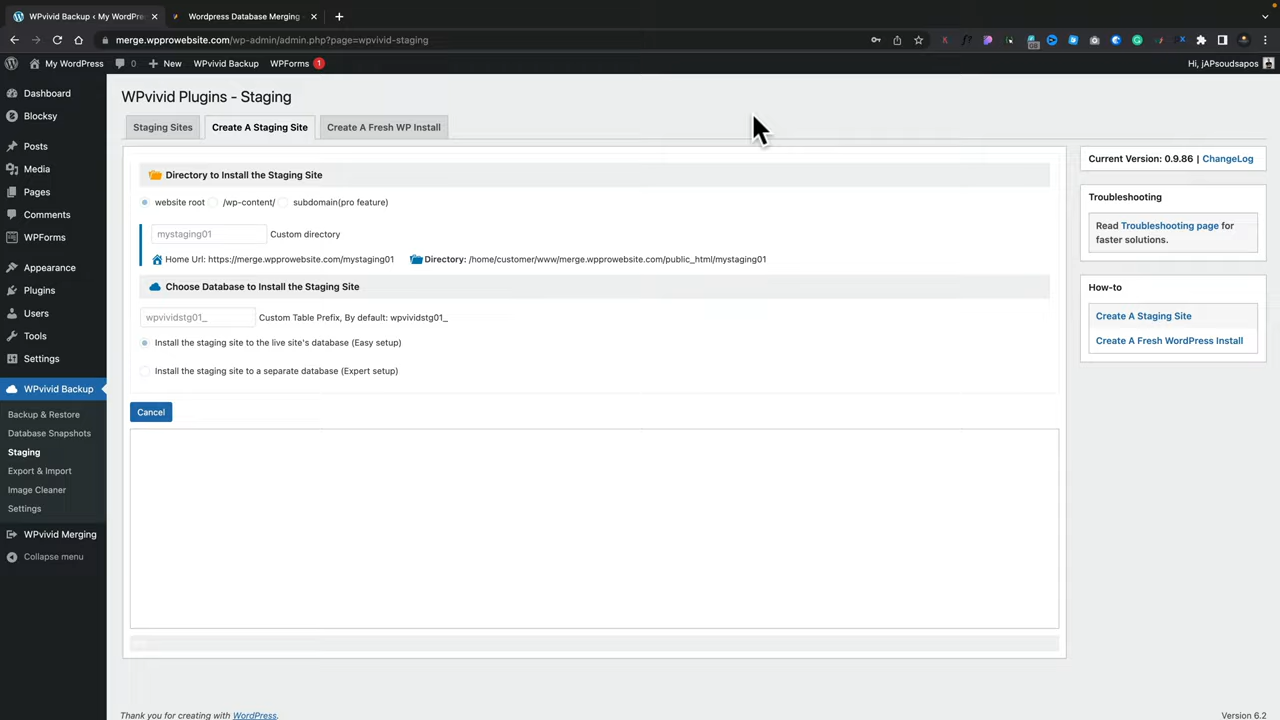 WPvivid Backup ‹ My WordPre
Wordpress Database Merging -
merge.wpprowebsite.com/wp-admin/admin.php?page=wpvivid-staging
My WordPress
0
New
WPvivid Backup
WPForms
1
Hi, jAPsoudsapos
Dashboard
Blocksy
Posts
Media
Pages
Comments
WPForms
Appearance
Plugins
Users
Tools
Settings
WPvivid Backup
Backup & Restore
Database Snapshots
Staging
Export & Import
Image Cleaner
Settings
WPvivid Merging
Collapse menu
WPvivid Plugins - Staging
Staging Sites
Create A Staging Site
Create A Fresh WP Install
Directory to Install the Staging Site
website root
/wp-content/
subdomain(pro feature)
mystaging01
Custom directory
Home Url: https://merge.wpprowebsite.com/mystaging01
Directory: /home/customer/www/merge.wpprowebsite.com/public_html/mystaging01
Choose Database to Install the Staging Site
wpvividstg01_
Custom Table Prefix, By default: wpvividstg01_
Install the staging site to the live site's database (Easy setup)
Install the staging site to a separate database (Expert setup)
Cancel
Current Version: 0.9.86 | ChangeLog
Troubleshooting
Read Troubleshooting page for
faster solutions.
How-to
Create A Staging Site
Create A Fresh WordPress Install
Thank you for creating with WordPress.
Version 6.2